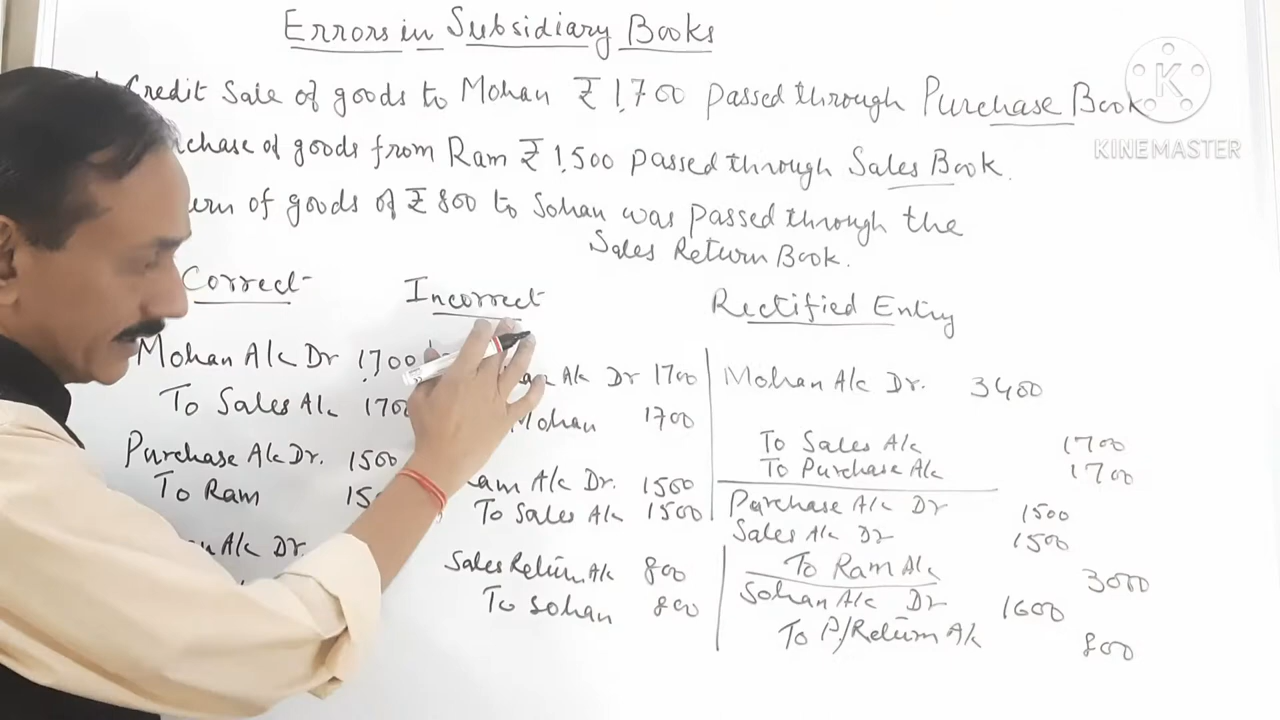 Errors in Subsidiary Books
Credit Sale of goods to Mohan ₹ 1,700 passed through Purchase Book
of goods from Ram ₹ 1,500 passed through Sales Book.
of goods of ₹ 800 to Sohan was passed through the
Sales Return Book.
Correct
Incorrect
Rectified Entry
Mohan A/c Dr 1,700
To Sales A/c 1700
Purchase A/c Dr. 1500
To Ram
A/c Dr.
A/c Dr 1700
Mohan 1700
A/c Dr. 1500
To Sales A/c 1500
Sales Return A/c 800
To Sohan 800
Mohan A/c Dr. 3400
To Sales A/c 1700
To Purchase A/c 1700
Purchase A/c Dr 1500
Sales A/c Dr 1500
To Ram A/c 3000
Sohan A/c Dr 1600
To P/Return A/c 800
K
KINEMASTER